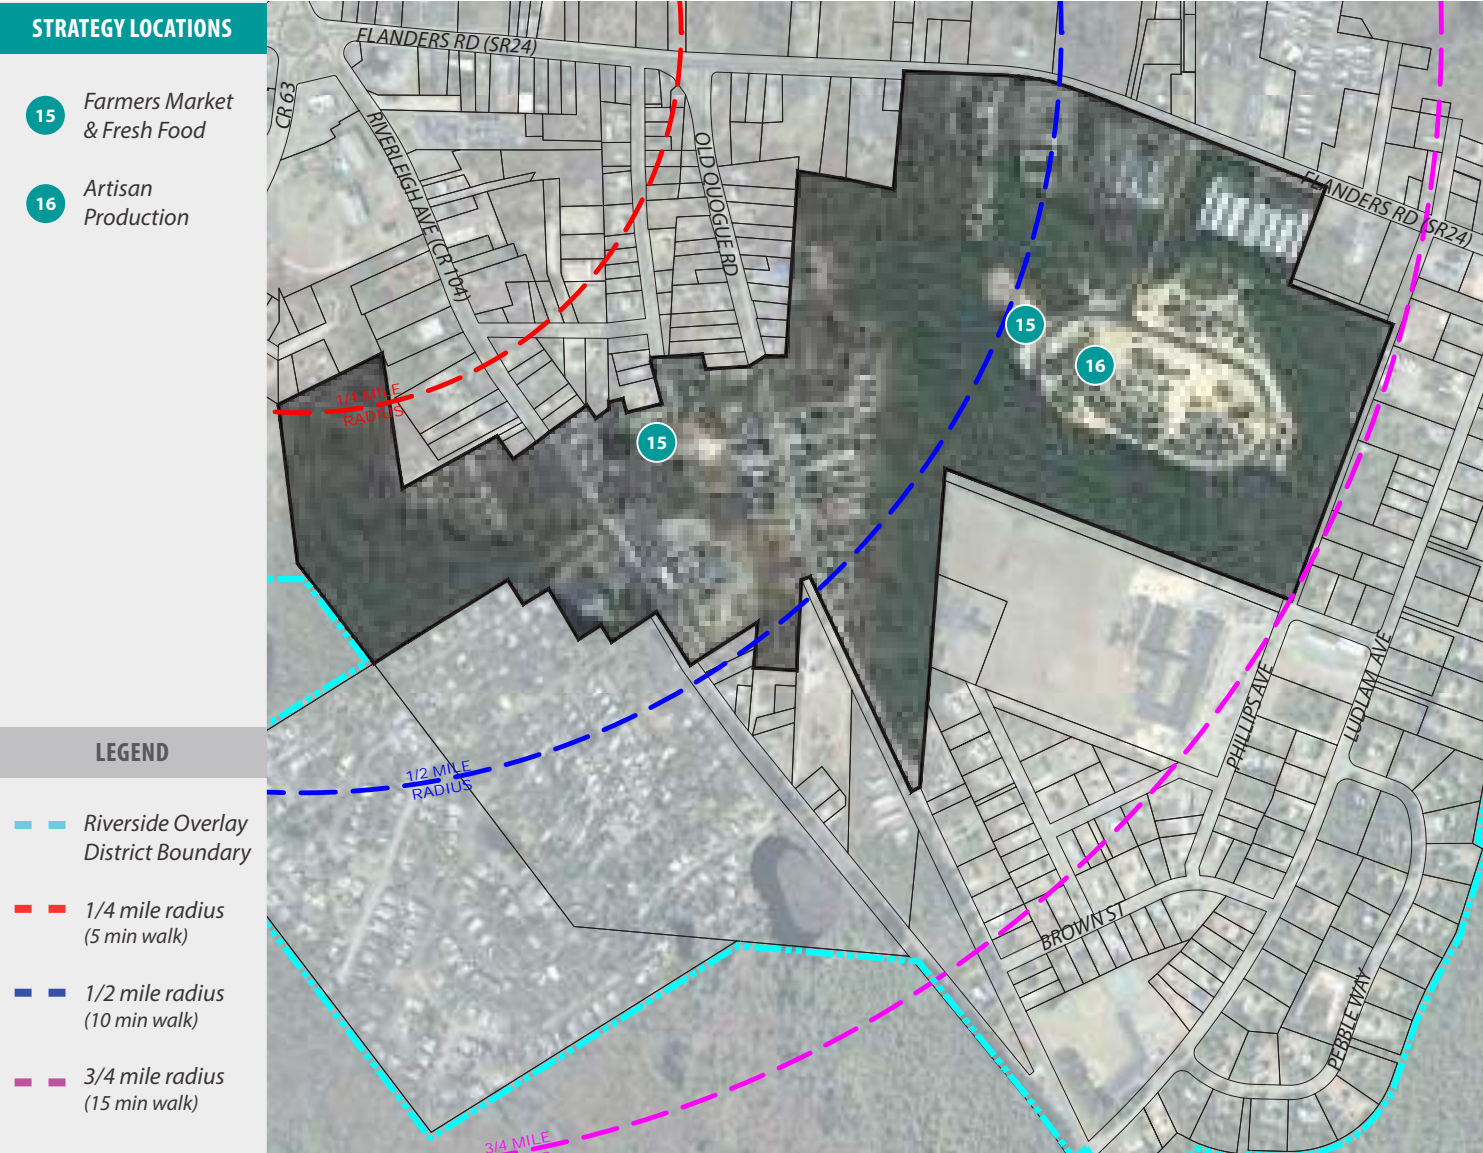 STRATEGY LOCATIONS
15
Farmers Market
& Fresh Food
16
Artisan
Production
LEGEND
Riverside Overlay
District Boundary
1/4 mile radius
(5 min walk)
1/2 mile radius
(10 min walk)
3/4 mile radius
(15 min walk)
FLANDERS RD (SR24)
CR 63
RIVERLEIGH AVE (CR 104)
OLD QUOGUE RD
FLANDERS RD (SR24)
15
16
1/4 MILE
RADIUS
15
PHILLIPS AVE
LUDLAM AVE
1/2 MILE
RADIUS
BROWN ST
PEBBLE WAY
3/4 MILE